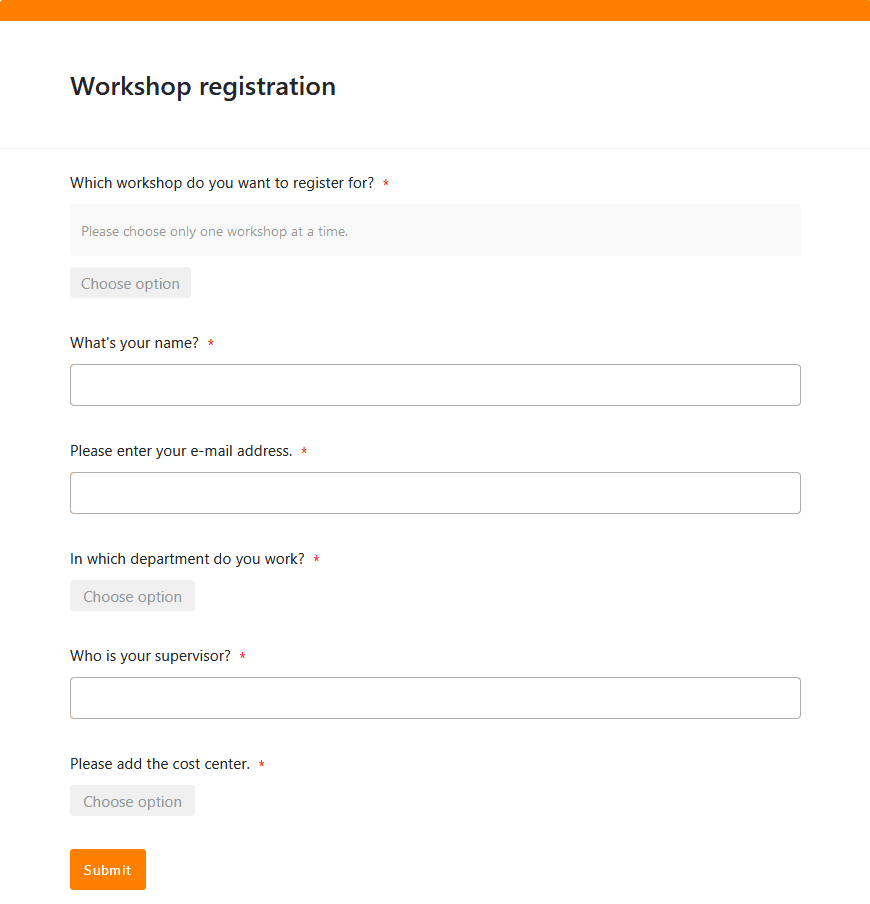 Workshop registration
Which workshop do you want to register for? *
Please choose only one workshop at a time.
Choose option
What's your name? *
Please enter your e-mail address. *
In which department do you work? *
Choose option
Who is your supervisor? *
Please add the cost center. *
Choose option
Submit